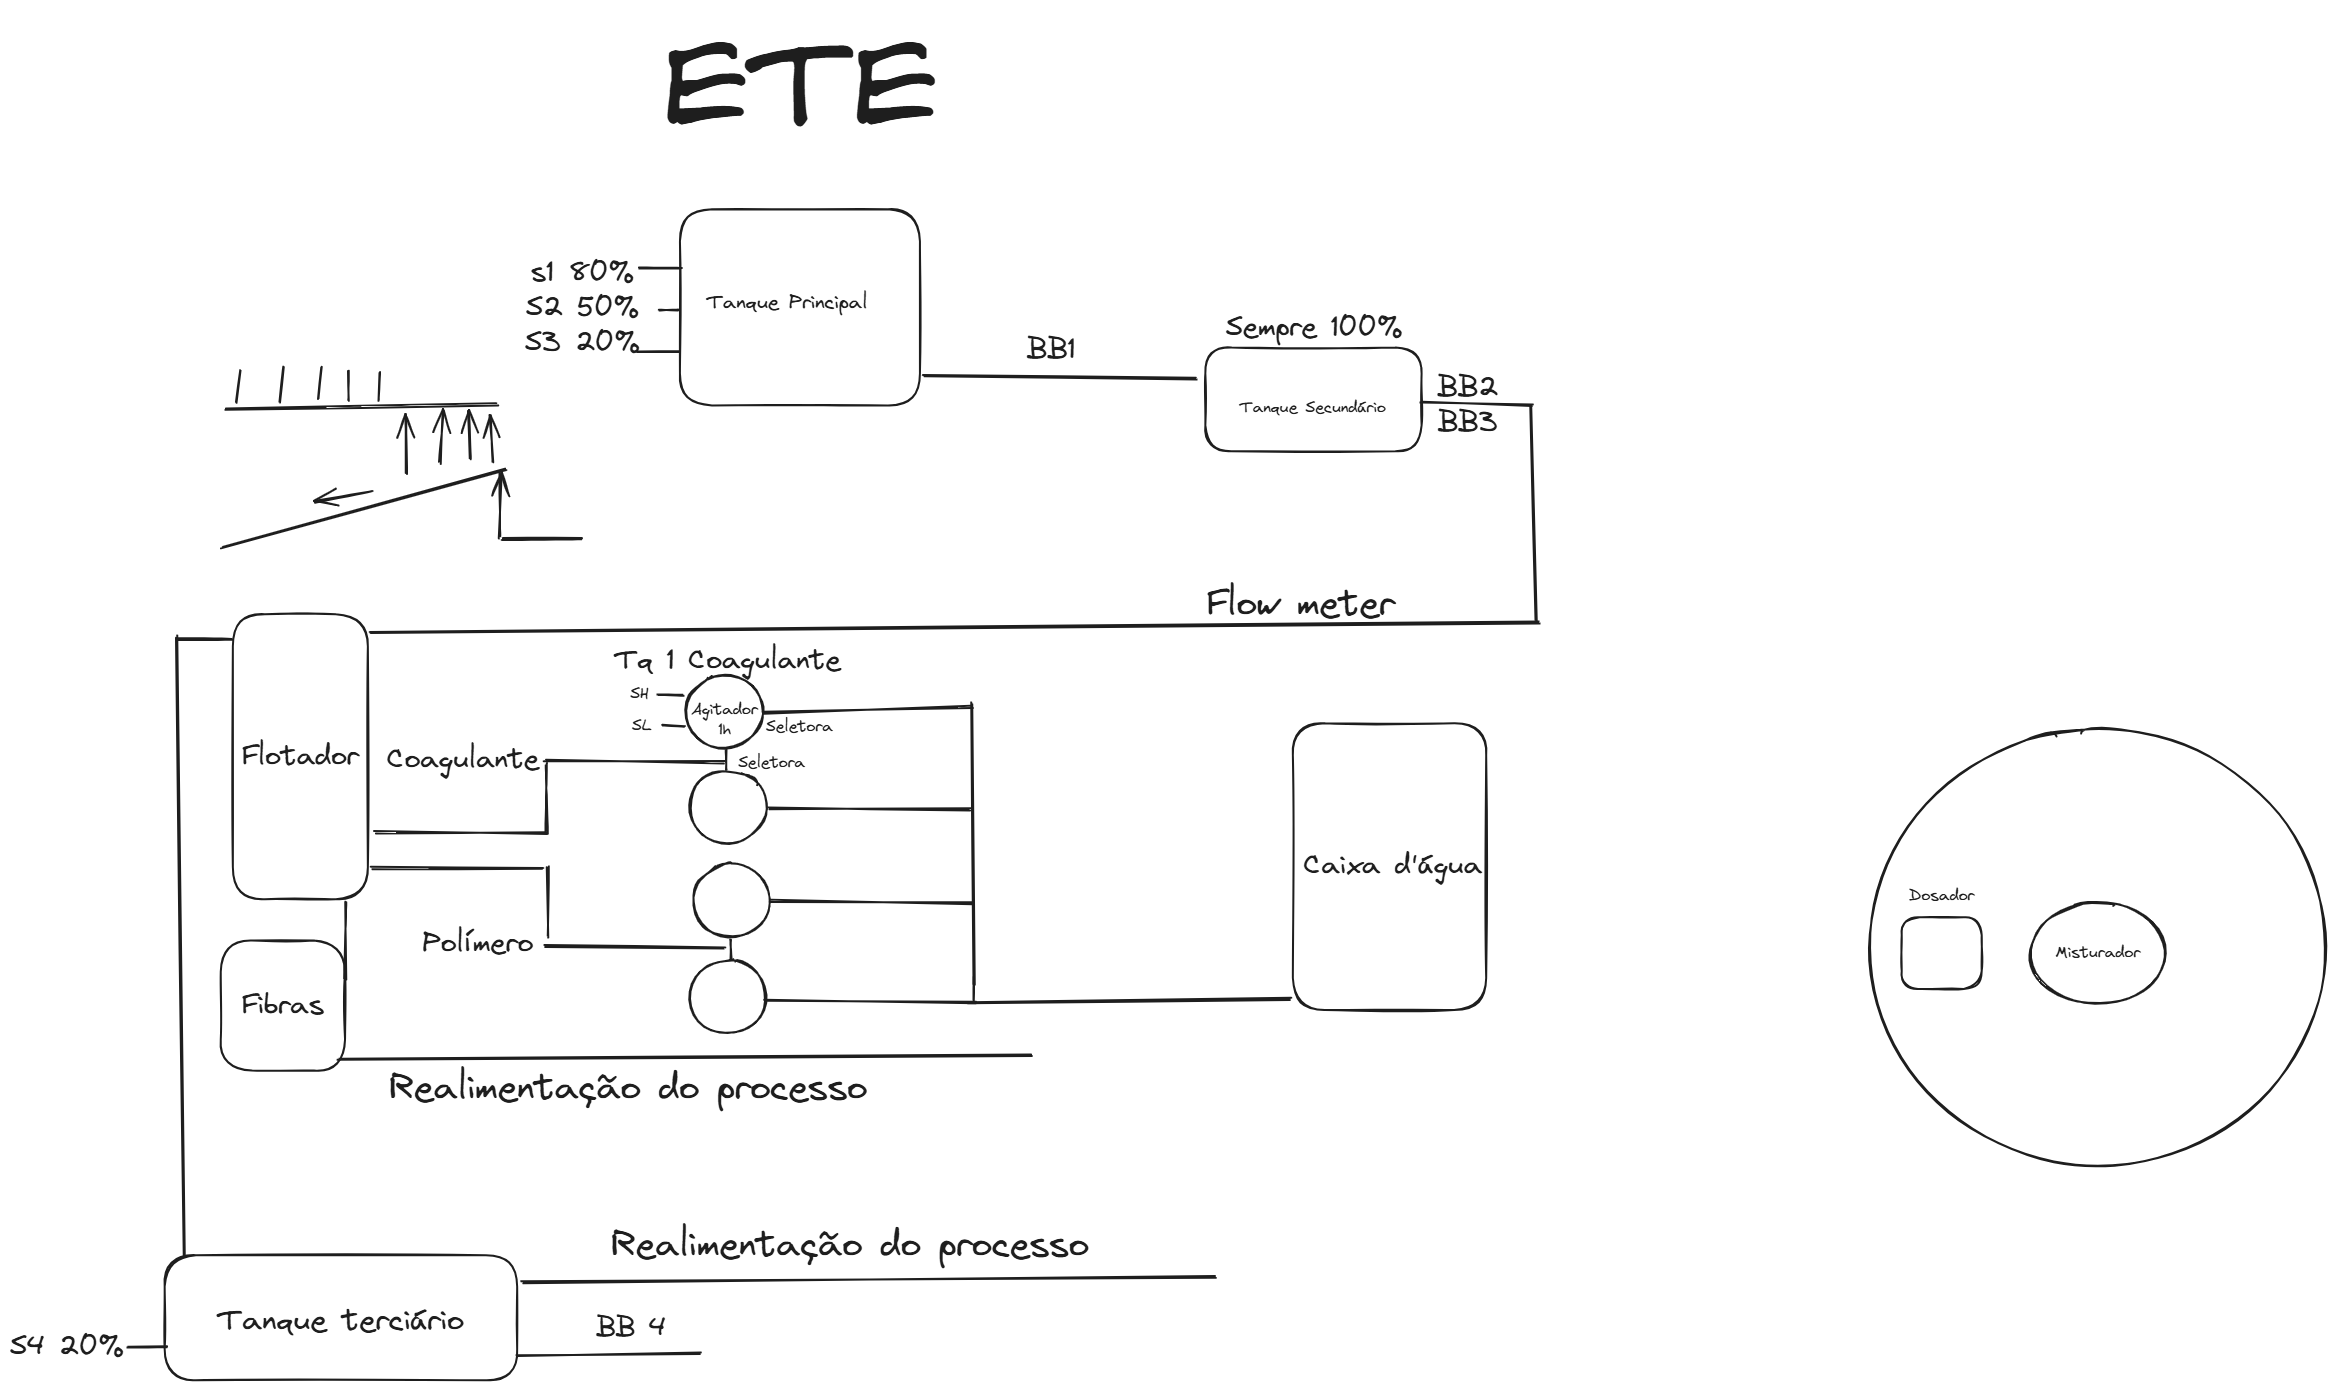 ETE
s1 80%
S2 50%
S3 20%
Tanque Principal
BB1
Sempre 100%
Tanque Secundário
BB2
BB3
Flow meter
Tq 1 Coagulante
SH
SL
Agitador
1h
Seletora
Seletora
Flotador
Coagulante
Caixa d'água
Dosador
Misturador
Polímero
Fibras
Realimentação do processo
Realimentação do processo
Tanque terciário
S4 20%
BB 4